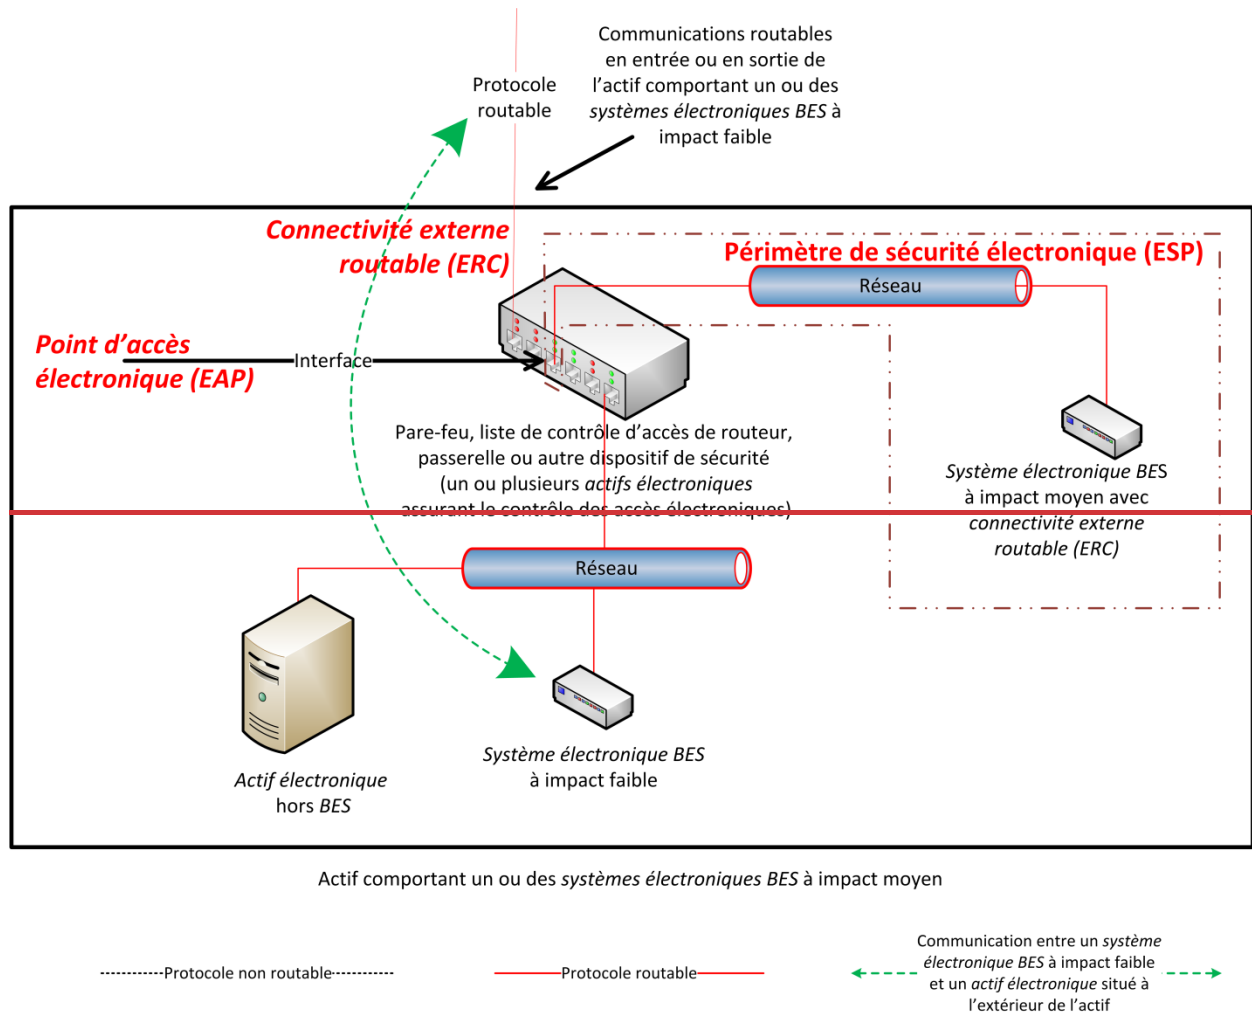 Communications routables
en entrée ou en sortie de
l’actif comportant un ou des
systèmes électroniques BES à
impact faible
Protocole
routable
Connectivité externe
routable (ERC)
Périmètre de sécurité électronique (ESP)
Réseau
Point d’accès
électronique (EAP)
Interface
Pare-feu, liste de contrôle d’accès de routeur,
passerelle ou autre dispositif de sécurité
(un ou plusieurs actifs électroniques
assurant le contrôle des accès électroniques)
Système électronique BES
à impact moyen avec
connectivité externe
routable (ERC)
Réseau
Système électronique BES
à impact faible
Actif électronique
hors BES
Actif comportant un ou des systèmes électroniques BES à impact moyen
Protocole non routable
Protocole routable
Communication entre un système
électronique BES à impact faible
et un actif électronique situé à
l’extérieur de l’actif